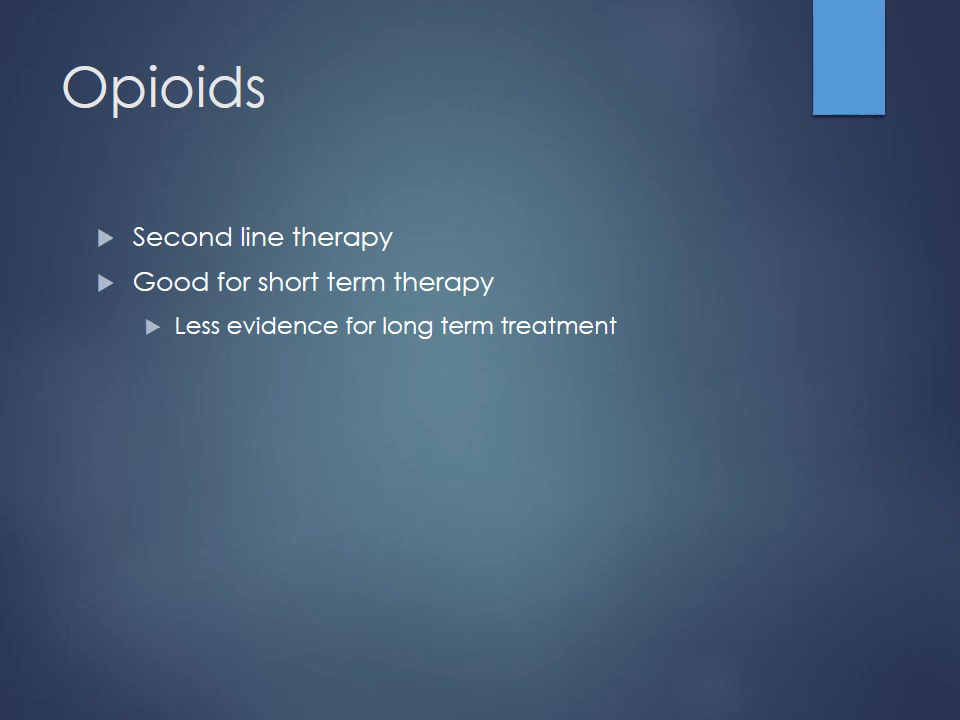 Opioids
Second line therapy
Good for short term therapy
Less evidence for long term treatment